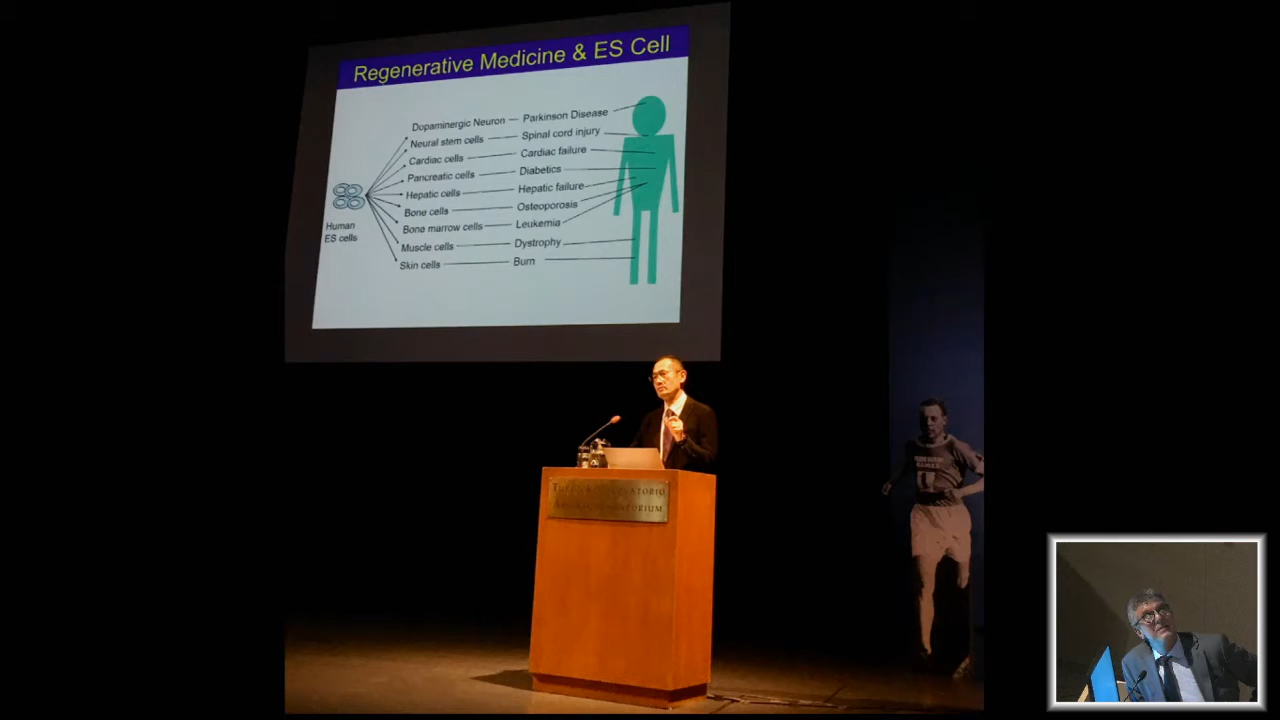 Regenerative Medicine & ES Cell
Dopaminergic Neuron — Parkinson Disease
Neural stem cells — Spinal cord injury
Cardiac cells — Cardiac failure
Pancreatic cells — Diabetics
Hepatic cells — Hepatic failure
Bone cells — Osteoporosis
Bone marrow cells — Leukemia
Muscle cells — Dystrophy
Skin cells — Burn
Human
ES cells
GAMES